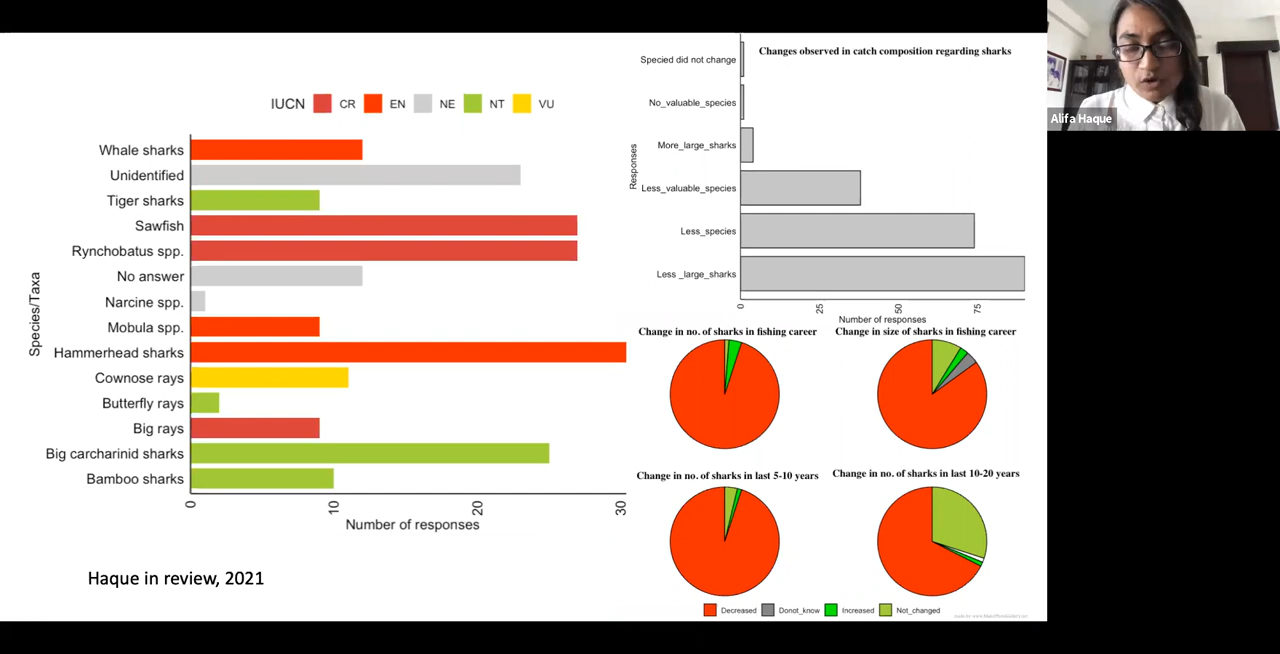 IUCN CR EN NE NT VU
Species/Taxa
Whale sharks
Unidentified
Tiger sharks
Sawfish
Rynchobatus spp.
No answer
Narcine spp.
Mobula spp.
Hammerhead sharks
Cownose rays
Butterfly rays
Big rays
Big carcharinid sharks
Bamboo sharks
0 10 20 30
Number of responses
Haque in review, 2021
Changes observed in catch composition regarding sharks
Responses
Specied did not change
No_valuable_species
More_large_sharks
Less_valuable_species
Less_species
Less _large_sharks
0 25 50 75
Number of responses
Change in no. of sharks in fishing career
Change in size of sharks in fishing career
Change in no. of sharks in last 5-10 years
Change in no. of sharks in last 10-20 years
Decreased Donot_know Increased Not_changed
Alifa Haque